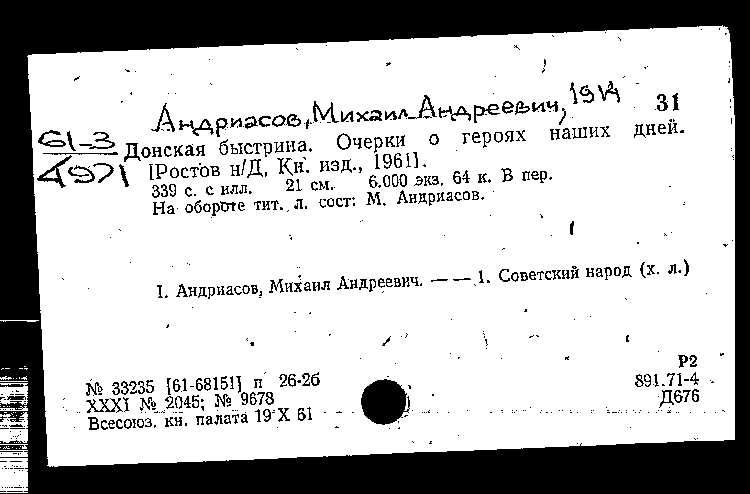 Андриасов, Михаил Андреевич, 1914
31
61-3
4971
Донская быстрина. Очерки о героях наших дней.
[Ростов н/Д, Кн. изд., 1961].
339 с. с илл. 21 см. 6.000 экз. 64 к. В пер.
На обороте тит. л. сост: М. Андриасов.
I. Андриасов, Михаил Андреевич. — — 1. Советский народ (х. л.)
№ 33235 [61-68151] п 26-2б
XXXI № 2045; № 9678
Всесоюз. кн. палата 19 X 61
Р2
891.71-4
Д676